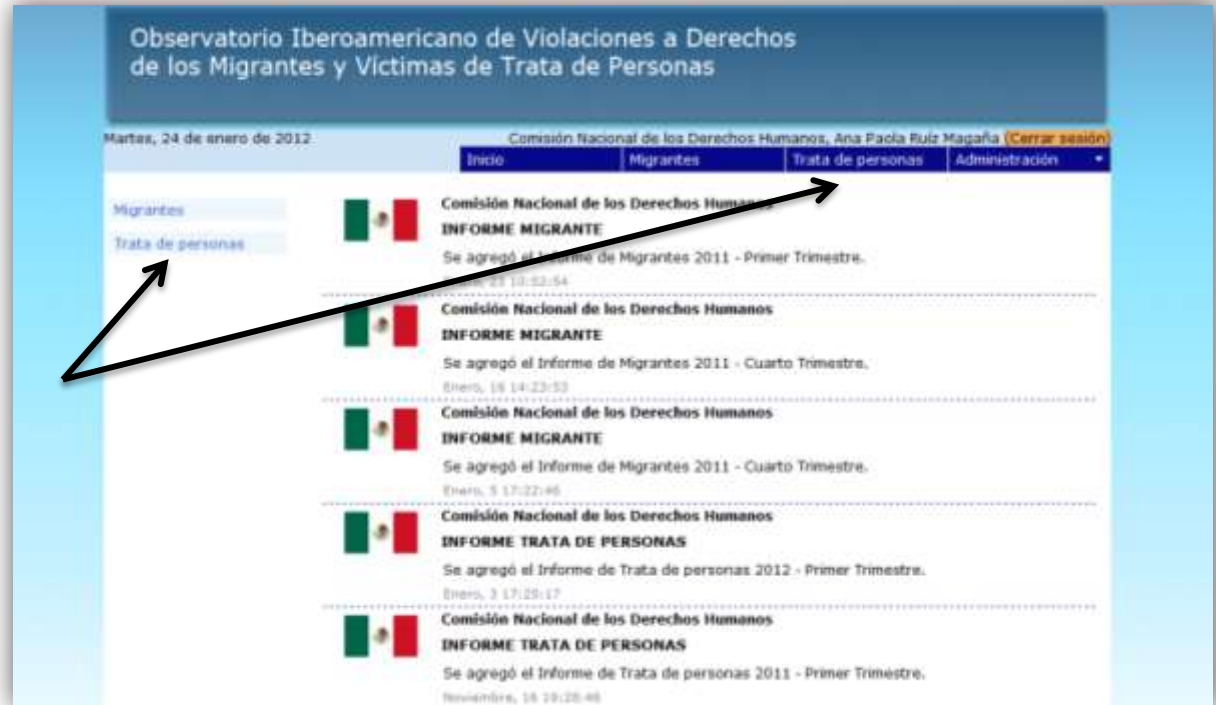 Observatorio Iberoamericano de Violaciones a Derechos
de los Migrantes y Víctimas de Trata de Personas
Martes, 24 de enero de 2012
Comisión Nacional de los Derechos Humanos, Ana Paola Ruíz Magaña (Cerrar sesión)
Inicio Migrantes Trata de personas Administración
Migrantes
Trata de personas
Comisión Nacional de los Derechos Humanos
INFORME MIGRANTE
Se agregó el Informe de Migrantes 2011 - Primer Trimestre.
Comisión Nacional de los Derechos Humanos
INFORME MIGRANTE
Se agregó el Informe de Migrantes 2011 - Cuarto Trimestre.
Enero, 16 14:23:53
Comisión Nacional de los Derechos Humanos
INFORME MIGRANTE
Se agregó el Informe de Migrantes 2011 - Cuarto Trimestre.
Enero, 5 17:22:46
Comisión Nacional de los Derechos Humanos
INFORME TRATA DE PERSONAS
Se agregó el Informe de Trata de personas 2012 - Primer Trimestre.
Enero, 3 17:25:17
Comisión Nacional de los Derechos Humanos
INFORME TRATA DE PERSONAS
Se agregó el Informe de Trata de personas 2011 - Primer Trimestre.
Noviembre, 16